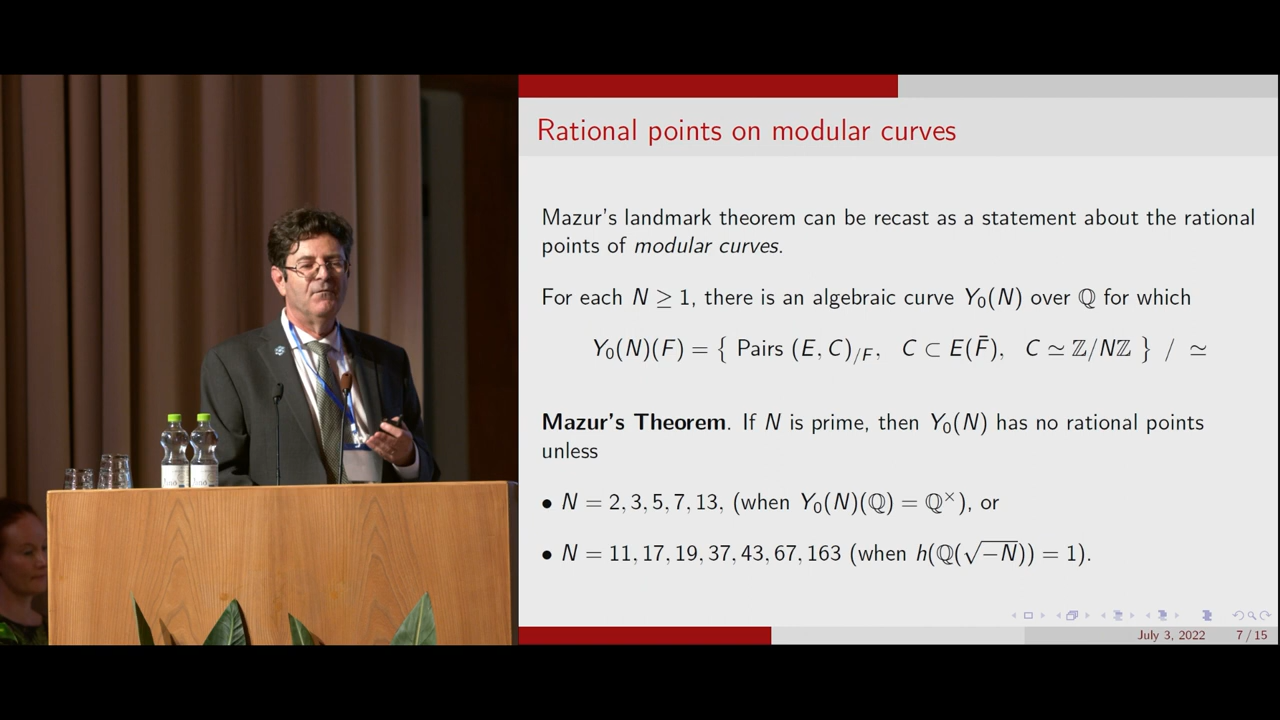 Rational points on modular curves
Mazur's landmark theorem can be recast as a statement about the rational
points of modular curves.
For each N ≥ 1, there is an algebraic curve Y₀(N) over ℚ for which
Y₀(N)(F) = { Pairs (E, C)/F, C ⊂ E(F̄), C ≃ ℤ/Nℤ } / ≃
Mazur's Theorem. If N is prime, then Y₀(N) has no rational points
unless
• N = 2, 3, 5, 7, 13, (when Y₀(N)(ℚ) = ℚ×), or
• N = 11, 17, 19, 37, 43, 67, 163 (when h(ℚ(√−N)) = 1).
July 3, 2022 7 / 15